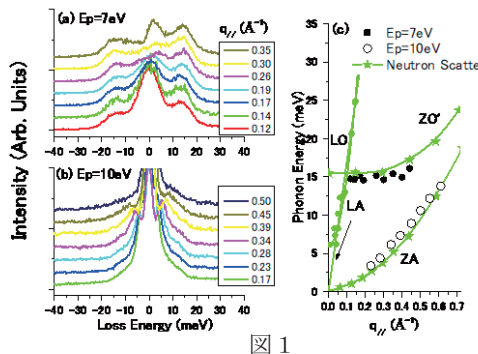 (a) Ep=7eV
q// (Å⁻¹)
0.35
0.30
0.26
0.19
0.17
0.14
0.12
-40 -30 -20 -10 0 10 20 30 40
(b) Ep=10eV
0.50
0.45
0.39
0.34
0.28
0.23
0.17
-40 -30 -20 -10 0 10 20 30 40
Loss Energy (meV)
Intensity (Arb. Units)
(c)
Ep=7eV
Ep=10eV
Neutron Scatte
40
35
30
25
20
15
10
5
0
Phonon Energy (meV)
LO
ZO'
LA
ZA
0.0 0.1 0.2 0.3 0.4 0.5 0.6 0.7
q// (Å⁻¹)
図 1